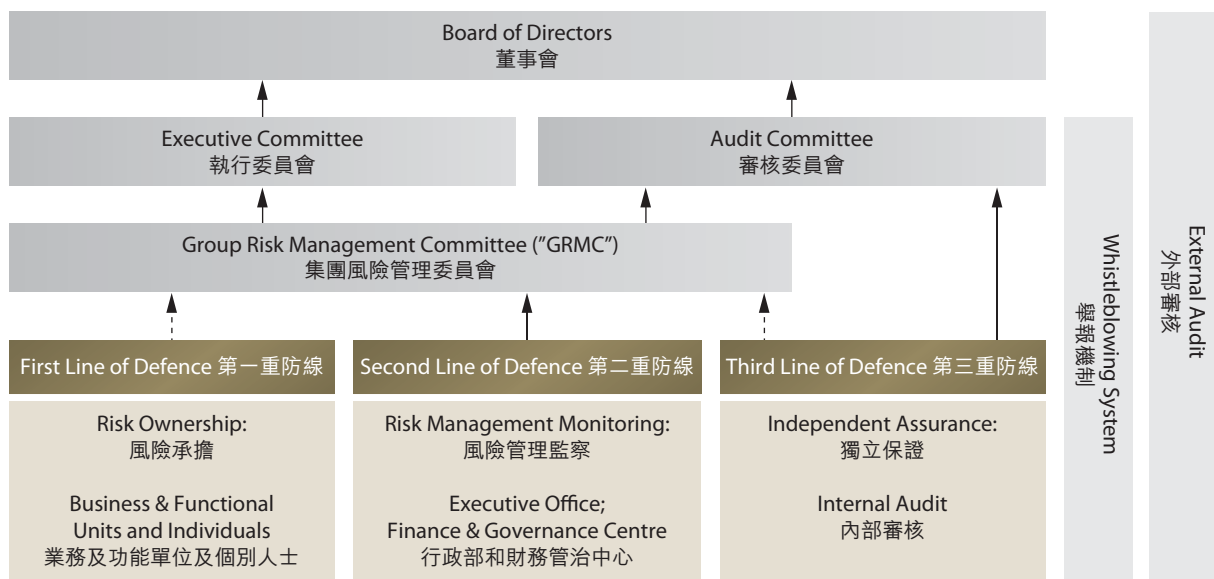 Board of Directors
董事會
Executive Committee
執行委員會
Audit Committee
審核委員會
Group Risk Management Committee ("GRMC")
集團風險管理委員會
First Line of Defence 第一重防線
Risk Ownership:
風險承擔
Business & Functional
Units and Individuals
業務及功能單位及個別人士
Second Line of Defence 第二重防線
Risk Management Monitoring:
風險管理監察
Executive Office;
Finance & Governance Centre
行政部和財務管治中心
Third Line of Defence 第三重防線
Independent Assurance:
獨立保證
Internal Audit
內部審核
Whistleblowing System
舉報機制
External Audit
外部審核